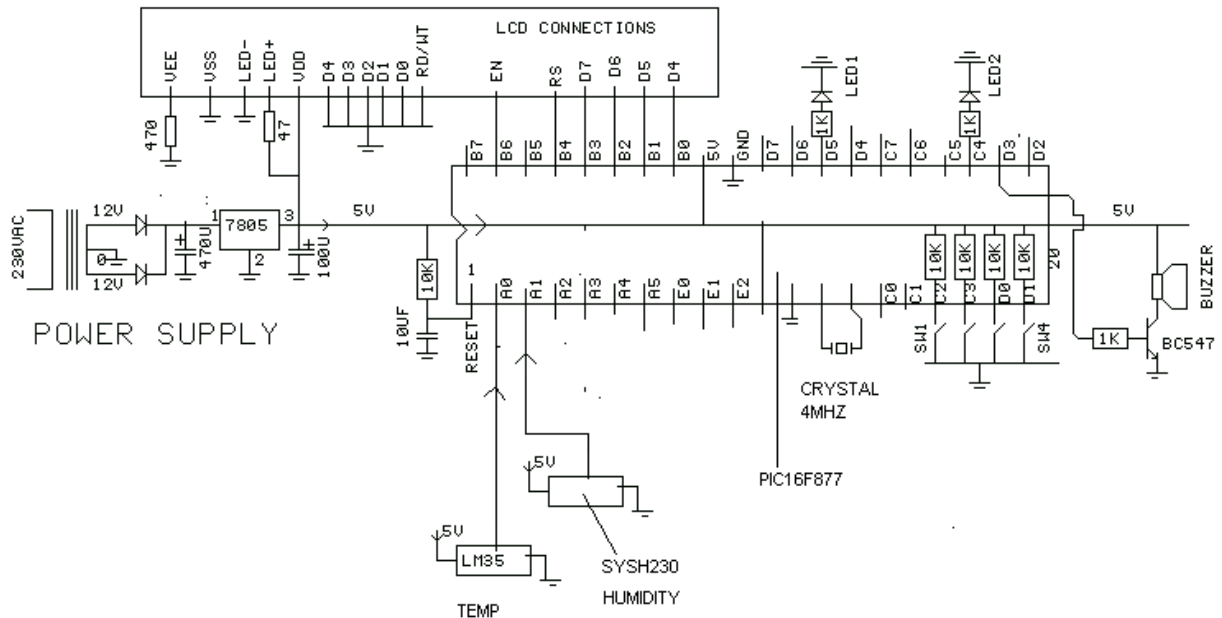 LCD CONNECTIONS
VEE
VSS
LED-
LED+
VDD
D4
D3
D2
D1
D0
RD/WT
EN
RS
D7
D6
D5
D4
LED1
LED2
470
47
1K
1K
B7
B6
B5
B4
B3
B2
B1
B0
5V
GND
D7
D6
D5
D4
C7
C6
C5
C4
D3
D2
230VAC
12V
0
12V
470U
1
7805
3
2
100U
5V
5V
10K
10K
10K
10K
10K
20
BUZZER
1
A0
A1
A2
A3
A4
A5
E0
E1
E2
C0
C1
C2
C3
D0
D1
POWER SUPPLY
10UF
RESET
SW1
SW4
1K
BC547
CRYSTAL
4MHZ
5V
PIC16F877
5V
LM35
SYSH230
HUMIDITY
TEMP